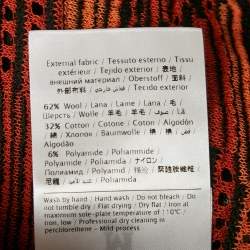 External fabric / Tessuto esterno / Tissu
extérieur / Tejido exterior / 表地 /
внешний материал / Oberstoff / 面料 /
外部布料 / قماش خارجي / Tecido exterior
62% Wool / Lana / Laine / Lana / 羊毛 /
Шерсть / Wolle / 羊毛 / 羊毛 / صوف / Lã
32% Cotton / Cotone / Coton / Algodón
/ 綿 / Хлопок / Baumwolle / 棉 / 棉 /
Algodão
6% Polyamide / Poliammide /
Polyamide / Poliamida / ナイロン /
Полиамид / Polyamid / 锦纶 / 聚醯胺纖維
/ Poliamida
Wash by hand / Hand wash / Do not bleach / Do
not tumble dry / Flat drying / Dry flat / Iron at
maximum sole-plate temperature of 110°C /
Iron, low / Professional dry cleaning in
perchlorethene - Mild process